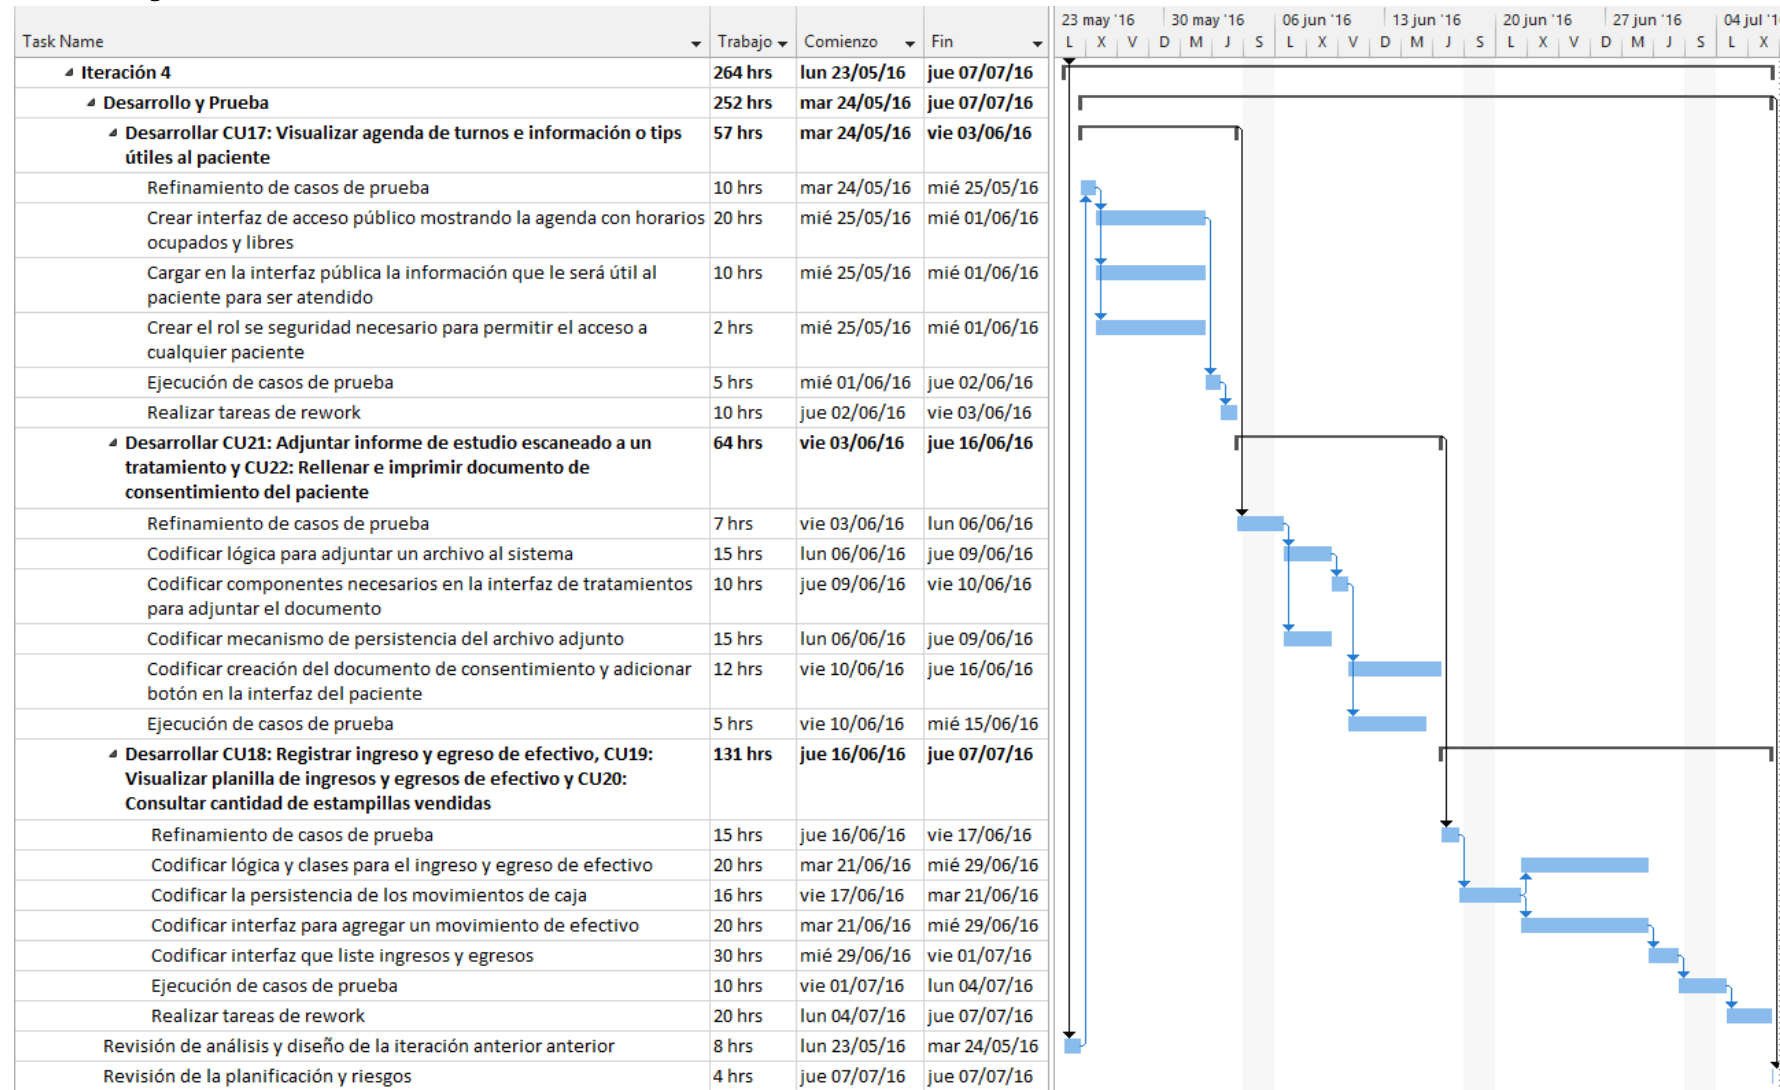 23 may '16 30 may '16 06 jun '16 13 jun '16 20 jun '16 27 jun '16 04 jul '1
Task Name Trabajo Comienzo Fin L X V D M J S L X V D M J S L X V D M J S L X
Iteración 4 264 hrs lun 23/05/16 jue 07/07/16
Desarrollo y Prueba 252 hrs mar 24/05/16 jue 07/07/16
Desarrollar CU17: Visualizar agenda de turnos e información o tips 57 hrs mar 24/05/16 vie 03/06/16
útiles al paciente
Refinamiento de casos de prueba 10 hrs mar 24/05/16 mié 25/05/16
Crear interfaz de acceso público mostrando la agenda con horarios 20 hrs mié 25/05/16 mié 01/06/16
ocupados y libres
Cargar en la interfaz pública la información que le será útil al 10 hrs mié 25/05/16 mié 01/06/16
paciente para ser atendido
Crear el rol se seguridad necesario para permitir el acceso a 2 hrs mié 25/05/16 mié 01/06/16
cualquier paciente
Ejecución de casos de prueba 5 hrs mié 01/06/16 jue 02/06/16
Realizar tareas de rework 10 hrs jue 02/06/16 vie 03/06/16
Desarrollar CU21: Adjuntar informe de estudio escaneado a un 64 hrs vie 03/06/16 jue 16/06/16
tratamiento y CU22: Rellenar e imprimir documento de
consentimiento del paciente
Refinamiento de casos de prueba 7 hrs vie 03/06/16 lun 06/06/16
Codificar lógica para adjuntar un archivo al sistema 15 hrs lun 06/06/16 jue 09/06/16
Codificar componentes necesarios en la interfaz de tratamientos 10 hrs jue 09/06/16 vie 10/06/16
para adjuntar el documento
Codificar mecanismo de persistencia del archivo adjunto 15 hrs lun 06/06/16 jue 09/06/16
Codificar creación del documento de consentimiento y adicionar 12 hrs vie 10/06/16 jue 16/06/16
botón en la interfaz del paciente
Ejecución de casos de prueba 5 hrs vie 10/06/16 mié 15/06/16
Desarrollar CU18: Registrar ingreso y egreso de efectivo, CU19: 131 hrs jue 16/06/16 jue 07/07/16
Visualizar planilla de ingresos y egresos de efectivo y CU20:
Consultar cantidad de estampillas vendidas
Refinamiento de casos de prueba 15 hrs jue 16/06/16 vie 17/06/16
Codificar lógica y clases para el ingreso y egreso de efectivo 20 hrs mar 21/06/16 mié 29/06/16
Codificar la persistencia de los movimientos de caja 16 hrs vie 17/06/16 mar 21/06/16
Codificar interfaz para agregar un movimiento de efectivo 20 hrs mar 21/06/16 mié 29/06/16
Codificar interfaz que liste ingresos y egresos 30 hrs mié 29/06/16 vie 01/07/16
Ejecución de casos de prueba 10 hrs vie 01/07/16 lun 04/07/16
Realizar tareas de rework 20 hrs lun 04/07/16 jue 07/07/16
Revisión de análisis y diseño de la iteración anterior anterior 8 hrs lun 23/05/16 mar 24/05/16
Revisión de la planificación y riesgos 4 hrs jue 07/07/16 jue 07/07/16